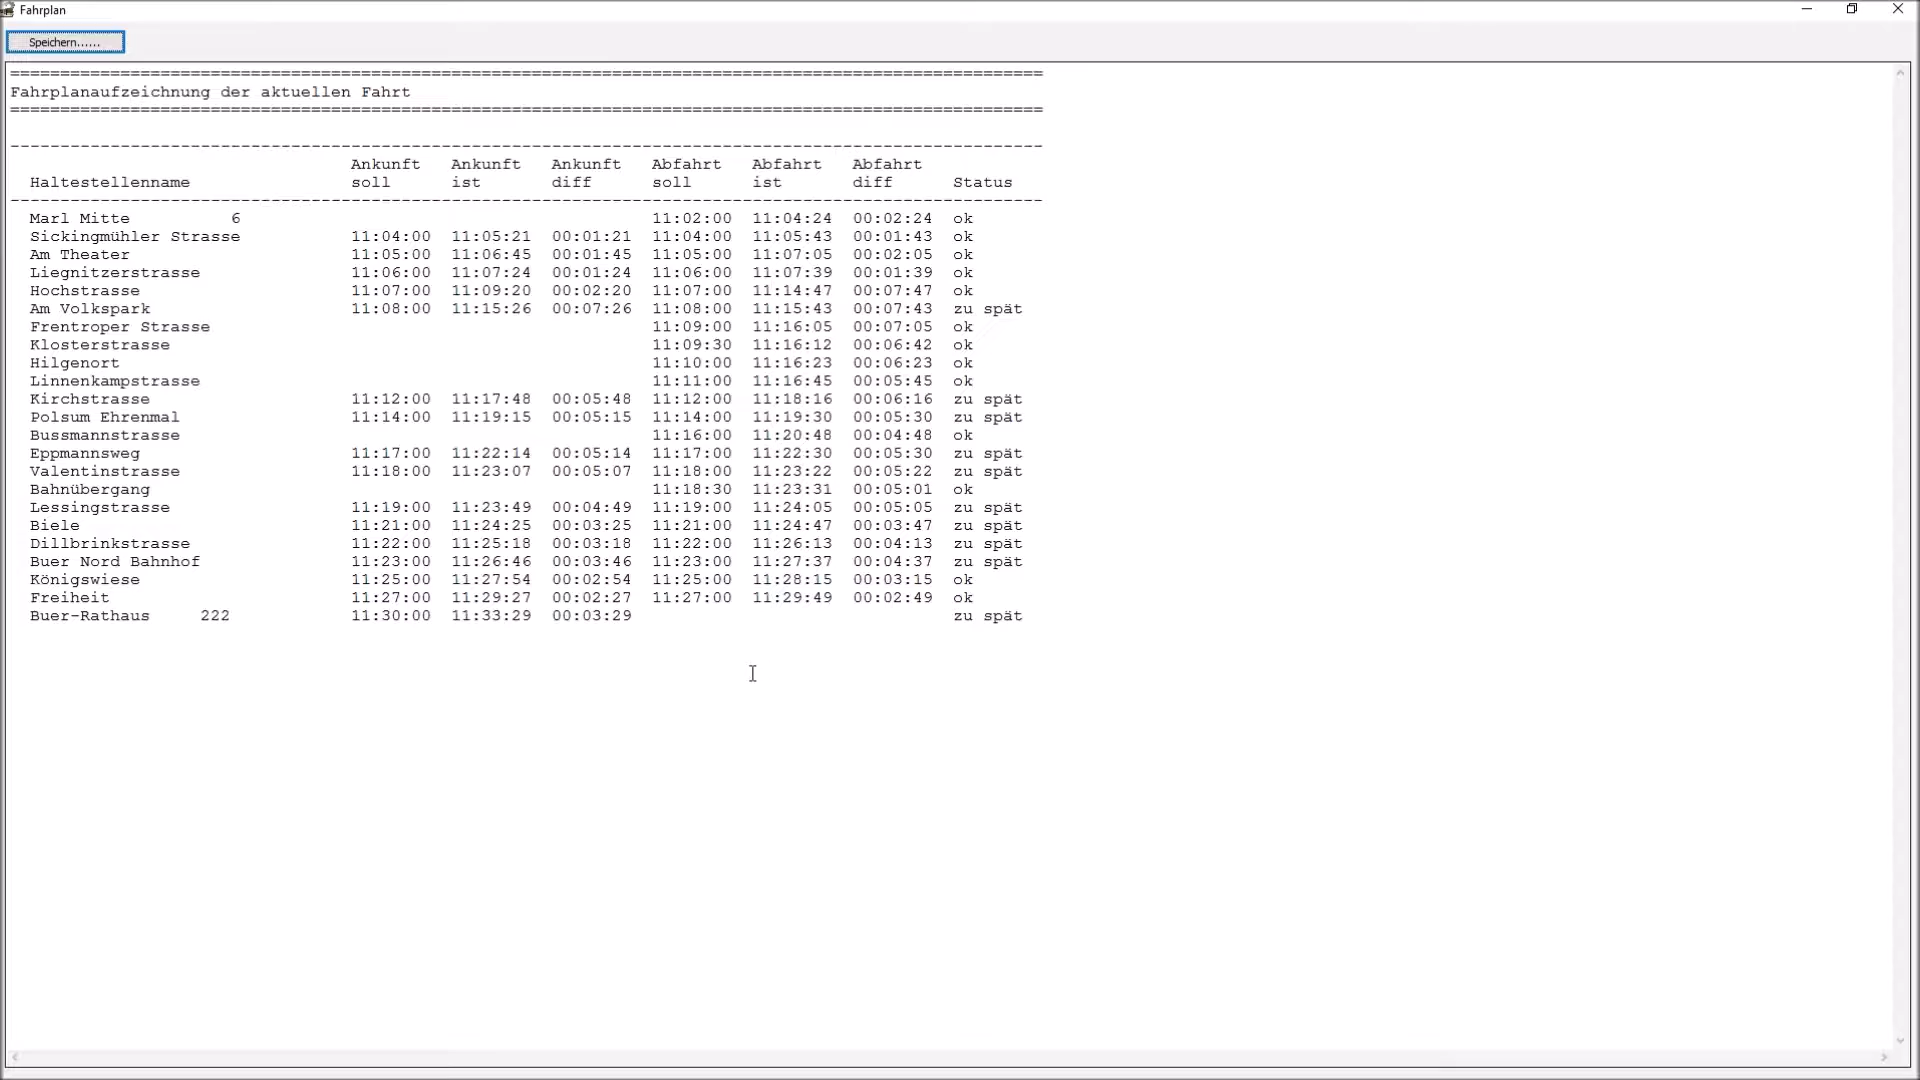 Fahrplan
Speichern......
=======================================================================================================
Fahrplanaufzeichnung der aktuellen Fahrt
=======================================================================================================
-------------------------------------------------------------------------------------------------------
Ankunft Ankunft Ankunft Abfahrt Abfahrt Abfahrt
Haltestellenname soll ist diff soll ist diff Status
-------------------------------------------------------------------------------------------------------
Marl Mitte 6 11:02:00 11:04:24 00:02:24 ok
Sickingmühler Strasse 11:04:00 11:05:21 00:01:21 11:04:00 11:05:43 00:01:43 ok
Am Theater 11:05:00 11:06:45 00:01:45 11:05:00 11:07:05 00:02:05 ok
Liegnitzerstrasse 11:06:00 11:07:24 00:01:24 11:06:00 11:07:39 00:01:39 ok
Hochstrasse 11:07:00 11:09:20 00:02:20 11:07:00 11:14:47 00:07:47 ok
Am Volkspark 11:08:00 11:15:26 00:07:26 11:08:00 11:15:43 00:07:43 zu spät
Frentroper Strasse 11:09:00 11:16:05 00:07:05 ok
Klosterstrasse 11:09:30 11:16:12 00:06:42 ok
Hilgenort 11:10:00 11:16:23 00:06:23 ok
Linnenkampstrasse 11:11:00 11:16:45 00:05:45 ok
Kirchstrasse 11:12:00 11:17:48 00:05:48 11:12:00 11:18:16 00:06:16 zu spät
Polsum Ehrenmal 11:14:00 11:19:15 00:05:15 11:14:00 11:19:30 00:05:30 zu spät
Bussmannstrasse 11:16:00 11:20:48 00:04:48 ok
Eppmannsweg 11:17:00 11:22:14 00:05:14 11:17:00 11:22:30 00:05:30 zu spät
Valentinstrasse 11:18:00 11:23:07 00:05:07 11:18:00 11:23:22 00:05:22 zu spät
Bahnübergang 11:18:30 11:23:31 00:05:01 ok
Lessingstrasse 11:19:00 11:23:49 00:04:49 11:19:00 11:24:05 00:05:05 zu spät
Biele 11:21:00 11:24:25 00:03:25 11:21:00 11:24:47 00:03:47 zu spät
Dillbrinkstrasse 11:22:00 11:25:18 00:03:18 11:22:00 11:26:13 00:04:13 zu spät
Buer Nord Bahnhof 11:23:00 11:26:46 00:03:46 11:23:00 11:27:37 00:04:37 zu spät
Königswiese 11:25:00 11:27:54 00:02:54 11:25:00 11:28:15 00:03:15 ok
Freiheit 11:27:00 11:29:27 00:02:27 11:27:00 11:29:49 00:02:49 ok
Buer-Rathaus 222 11:30:00 11:33:29 00:03:29 zu spät